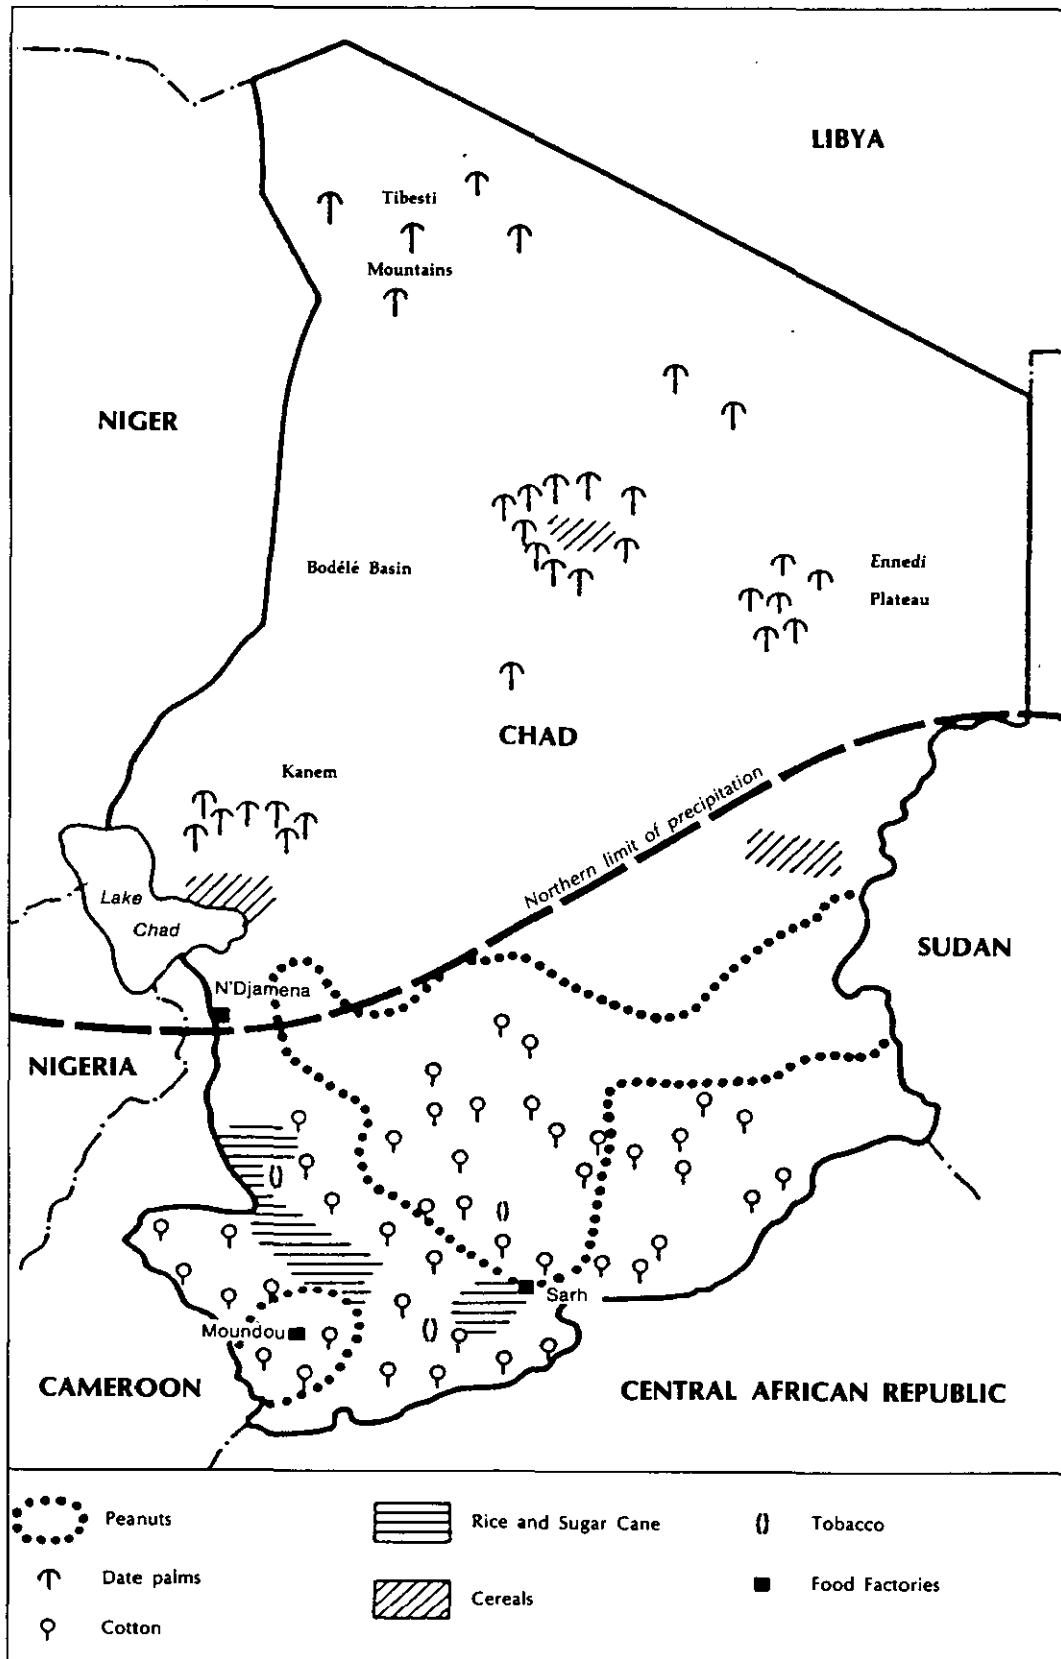 LIBYA
Tibesti
Mountains
NIGER
Bodélé Basin
Ennedi
Plateau
CHAD
Kanem
Northern limit of precipitation
Lake
Chad
SUDAN
N'Djamena
NIGERIA
Sarh
Moundou
CAMEROON
CENTRAL AFRICAN REPUBLIC
Peanuts
Rice and Sugar Cane
Tobacco
Date palms
Cereals
Food Factories
Cotton